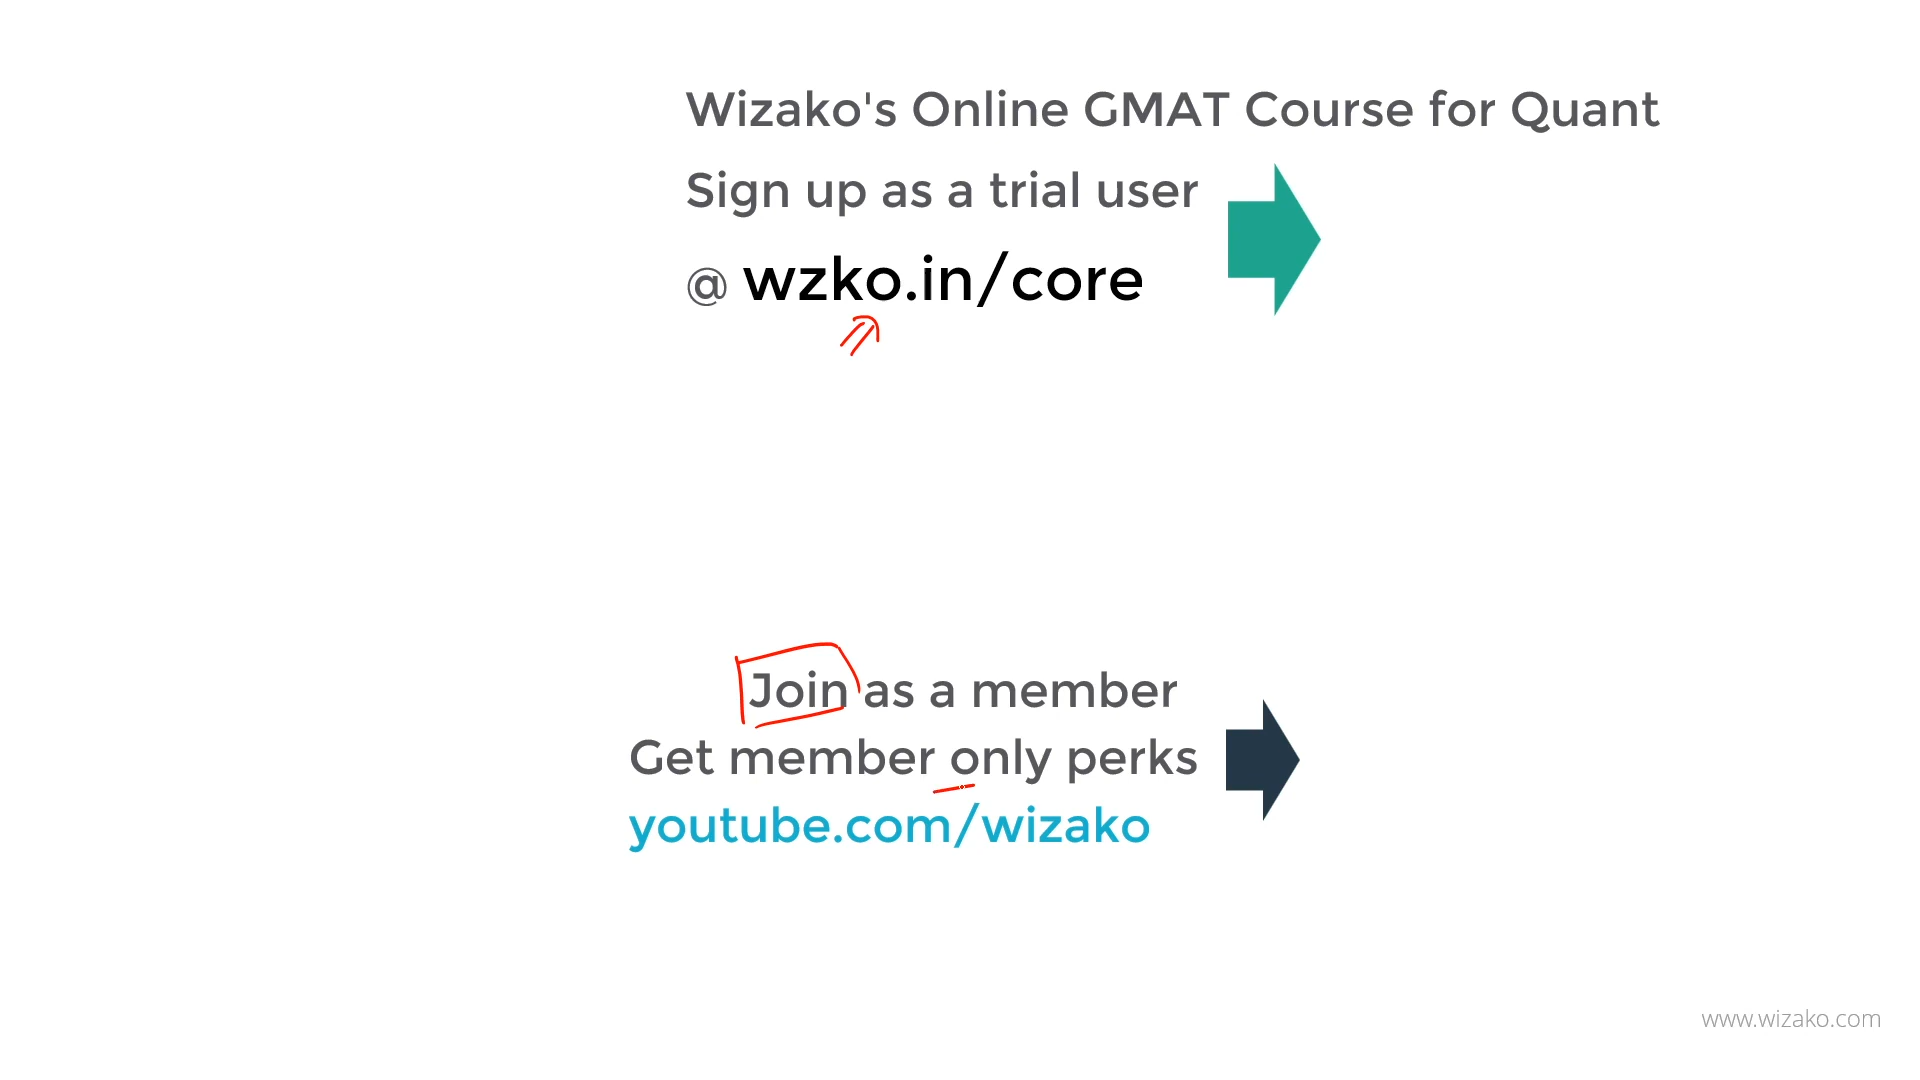 Wizako's Online GMAT Course for Quant
Sign up as a trial user
@ wzko.in/core
Join as a member
Get member only perks
youtube.com/wizako
www.wizako.com